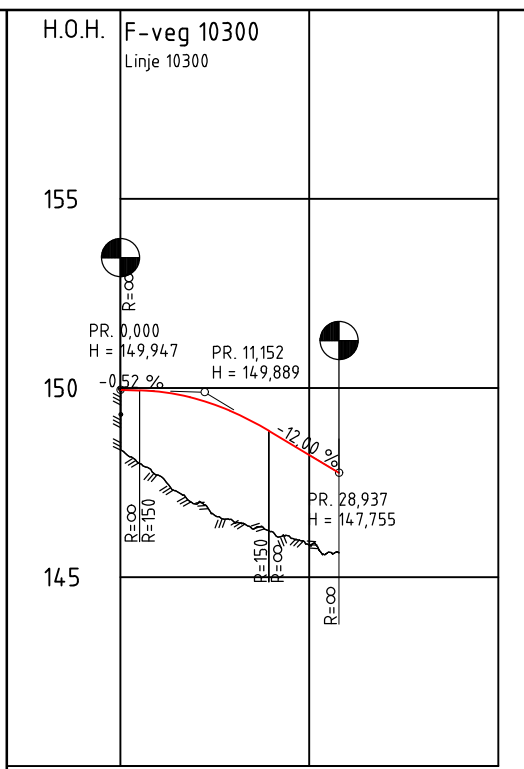 H.O.H.
F-veg 10300
Linje 10300
155
R=∞
PR. 0,000
H = 149,947
PR. 11,152
H = 149,889
150
-0,52 %
-12,00 %
PR. 28,937
H = 147,755
R=∞
R=150
R=150
R=∞
145
R=∞